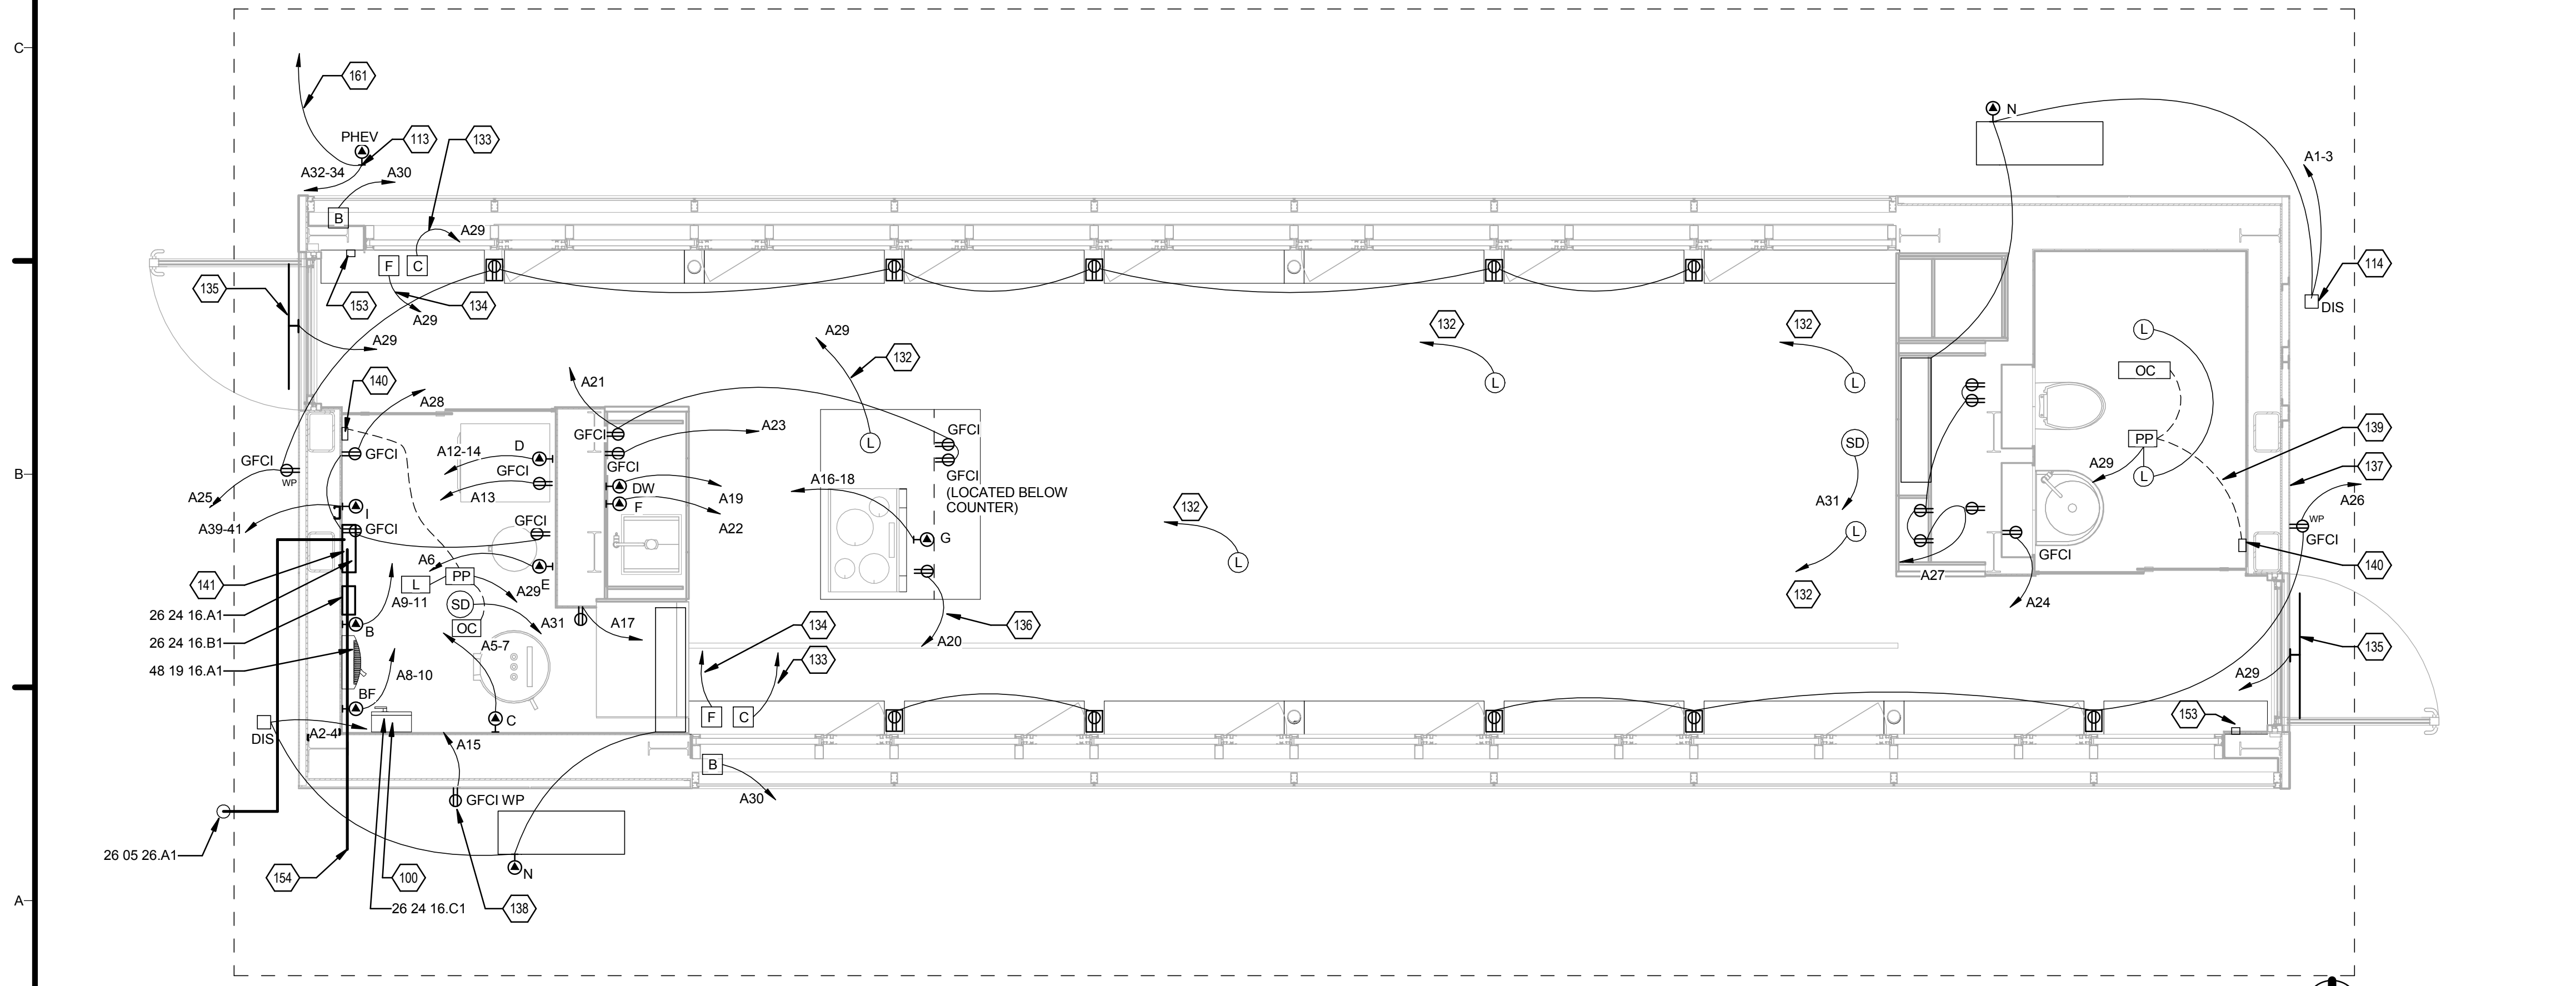 C
161
PHEV
113
133
N
A32-34
A30
A1-3
B
A29
F
C
114
135
153
134
DIS
A29
132
132
A29
A29
132
L
140
A21
L
L
OC
A28
GFCI
A23
GFCI
139
D
GFCI
L
SD
PP
B
GFCI
GFCI
A12-14
GFCI
GFCI
137
WP
GFCI
A16-18
A29
L
A25
A13
DW
A19
(LOCATED BELOW
COUNTER)
A31
A26
I
F
132
WP
A39-41
GFCI
GFCI
A22
G
L
GFCI
GFCI
A6
L
140
141
L
PP
A29
E
A27
A9-11
SD
132
A24
26 24 16.A1
OC
A31
A17
134
136
B
A20
26 24 16.B1
A5-7
133
135
48 19 16.A1
A8-10
A29
BF
C
F
C
153
DIS
A2-4
A15
B
GFCI WP
A30
26 05 26.A1
N
154
100
A
26 24 16.C1
138